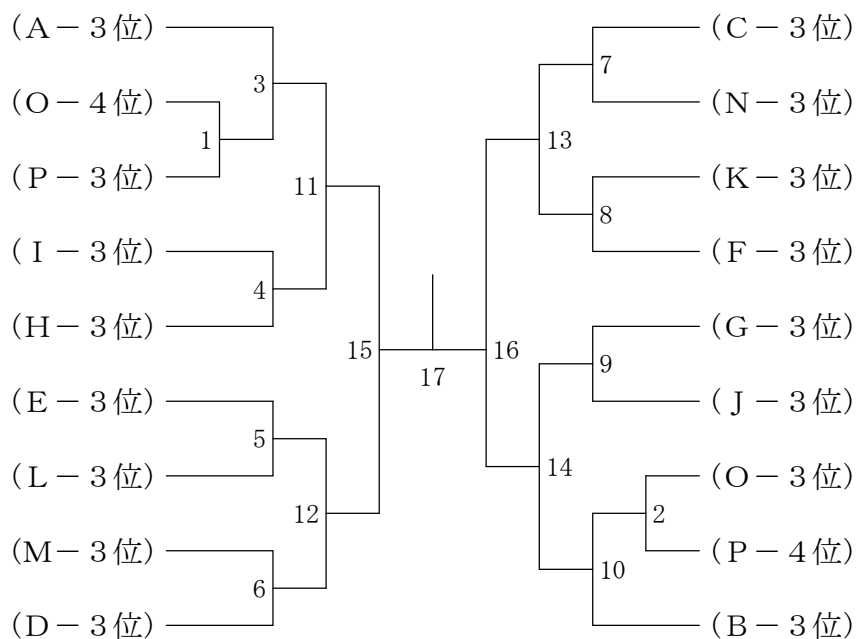 (A－3位)
(O－4位)
(P－3位)
(I－3位)
(H－3位)
(E－3位)
(L－3位)
(M－3位)
(D－3位)
1
3
4
5
6
11
12
15
17
16
13
14
7
8
9
2
10
(C－3位)
(N－3位)
(K－3位)
(F－3位)
(G－3位)
(J－3位)
(O－3位)
(P－4位)
(B－3位)